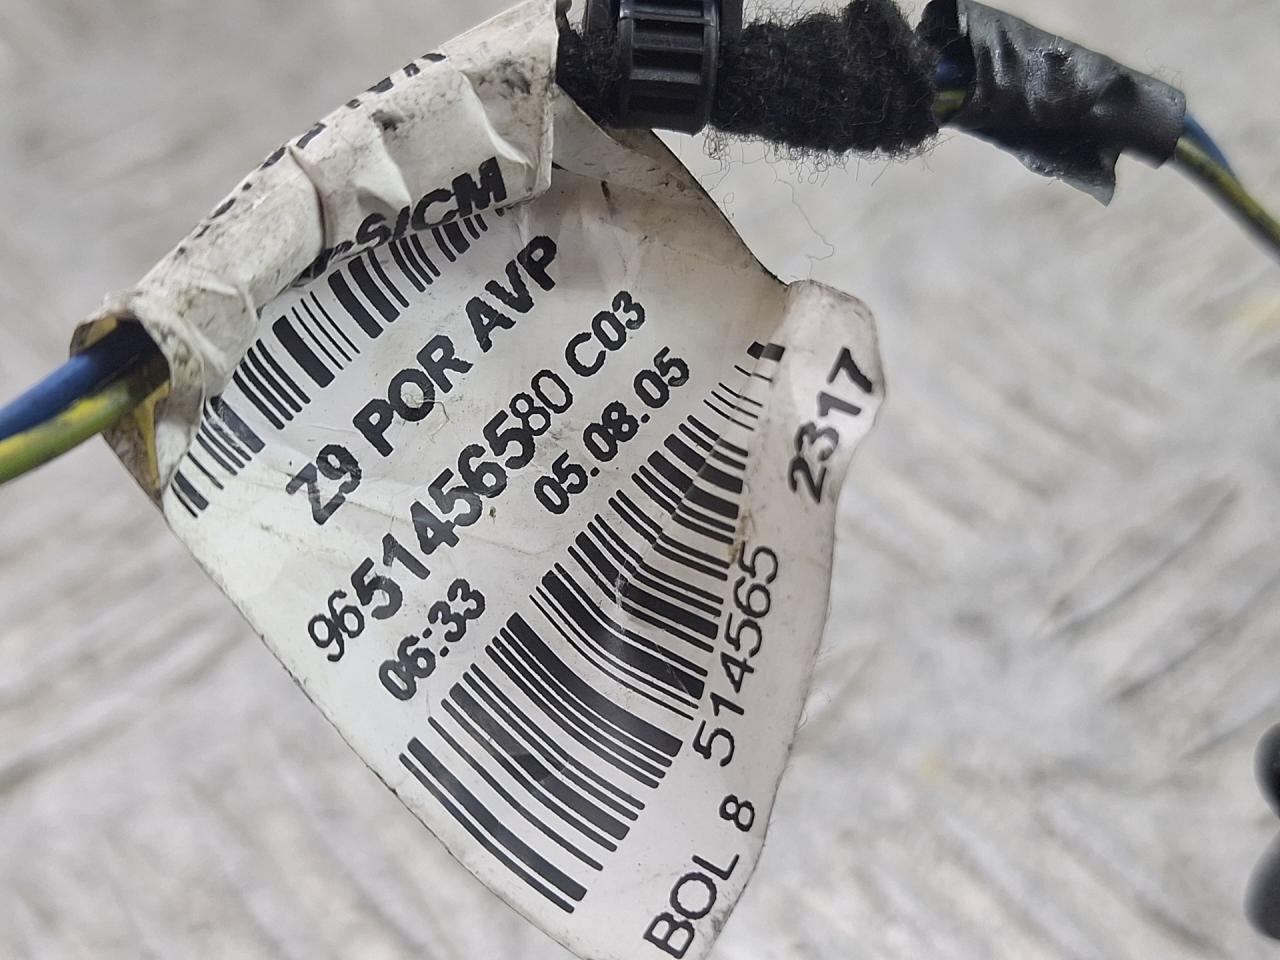 Z9 POR AVP
9651456580 C03
06:33 05.08.05
BOL 8 514565 2317